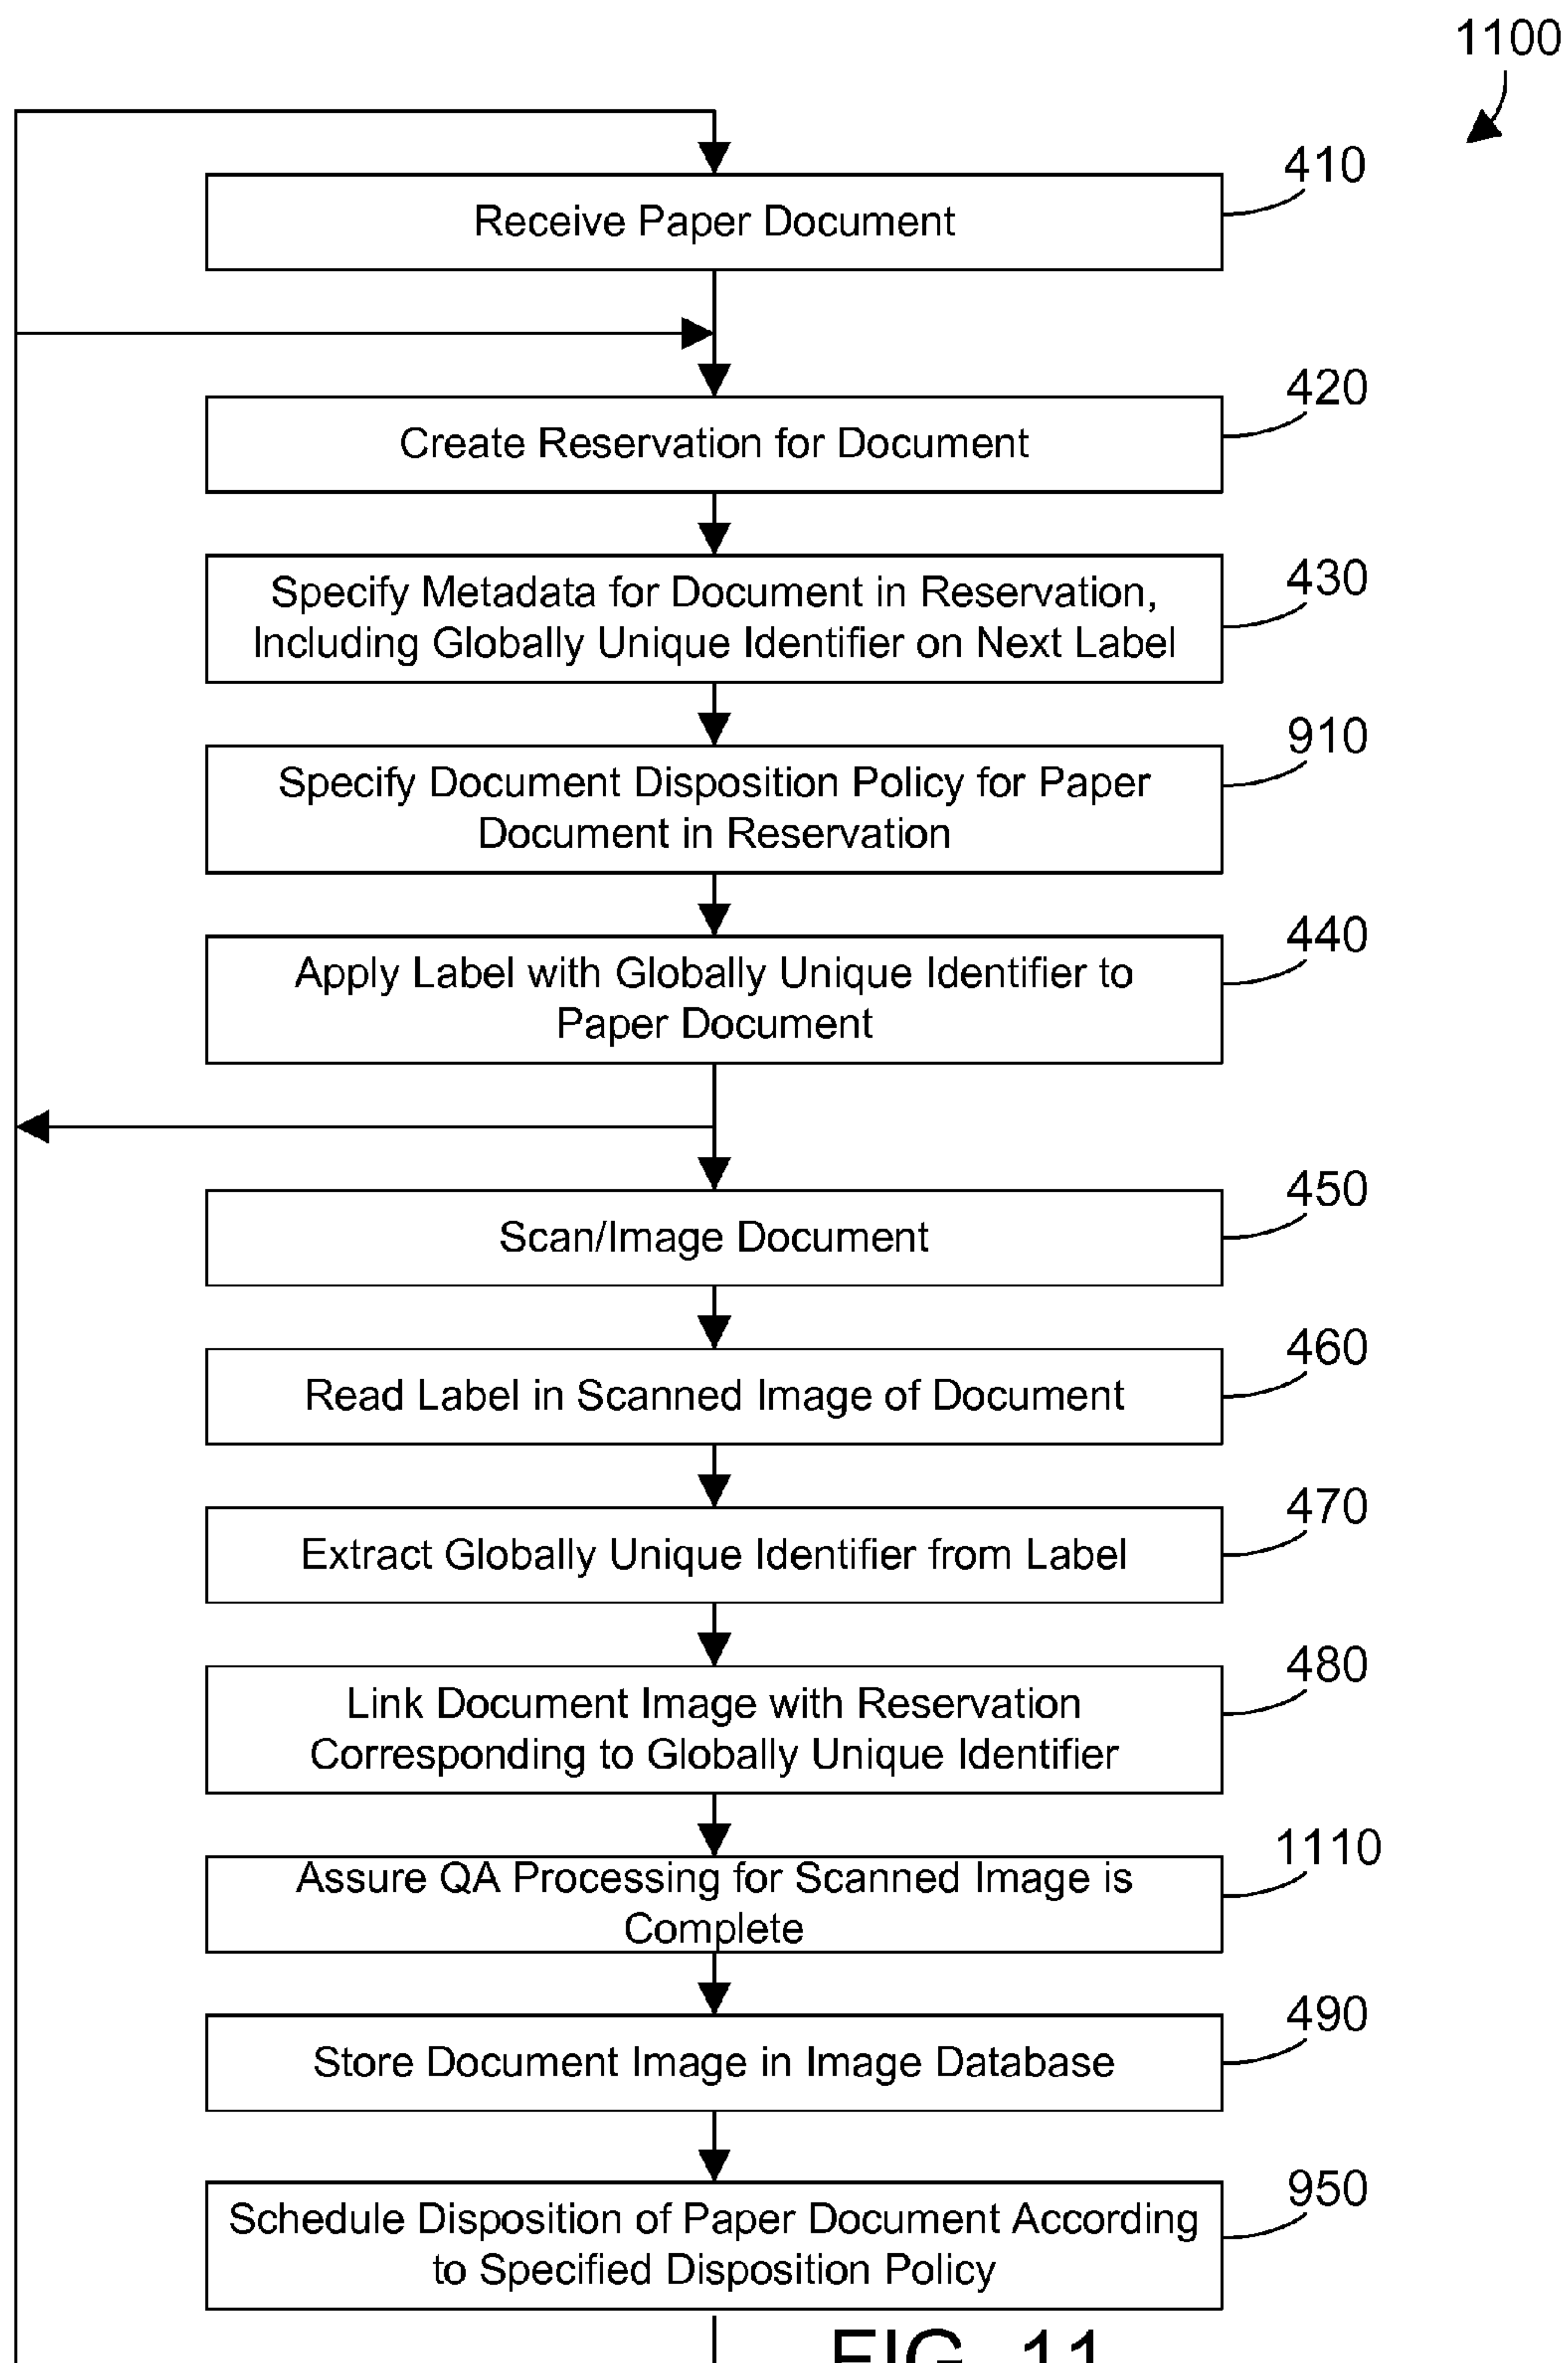 1100
Receive Paper Document
410
Create Reservation for Document
420
Specify Metadata for Document in Reservation,
Including Globally Unique Identifier on Next Label
430
Specify Document Disposition Policy for Paper
Document in Reservation
910
Apply Label with Globally Unique Identifier to
Paper Document
440
Scan/Image Document
450
Read Label in Scanned Image of Document
460
Extract Globally Unique Identifier from Label
470
Link Document Image with Reservation
Corresponding to Globally Unique Identifier
480
Assure QA Processing for Scanned Image is
Complete
1110
Store Document Image in Image Database
490
Schedule Disposition of Paper Document According
to Specified Disposition Policy
950
FIG. 11